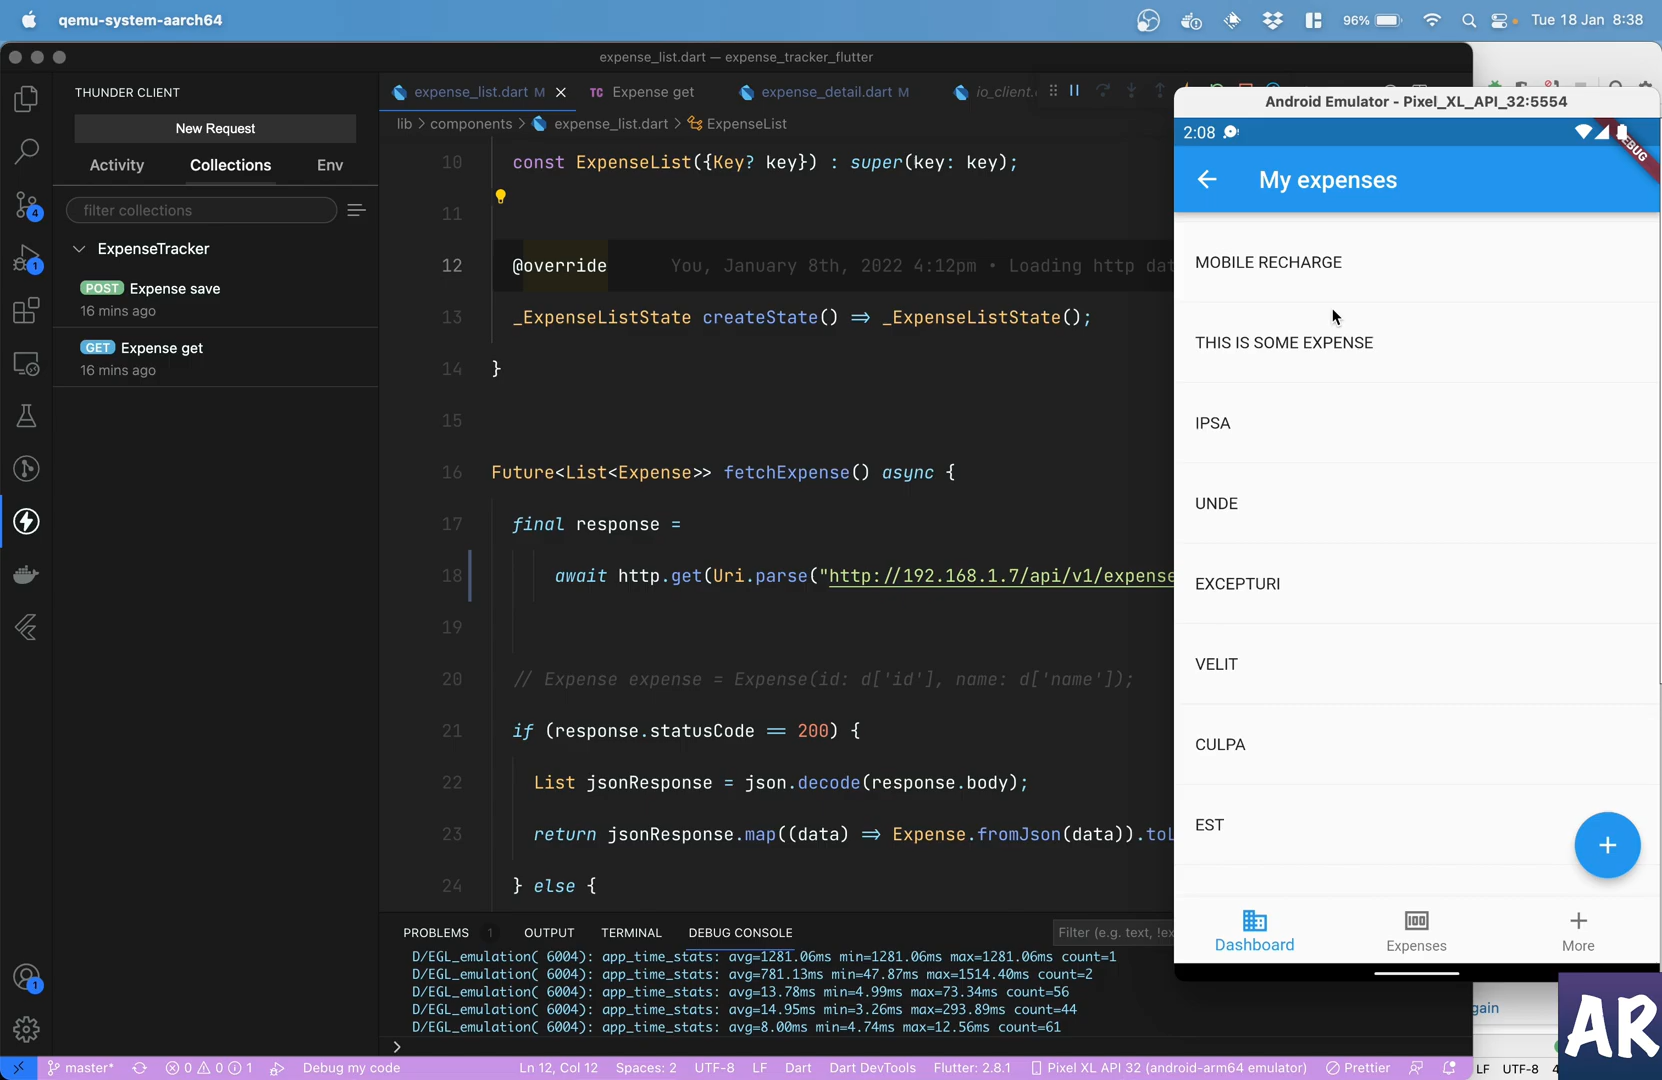 qemu-system-aarch64
96%
Tue 18 Jan 8:38
expense_list.dart — expense_tracker_flutter
THUNDER CLIENT
New Request
Activity Collections Env
filter collections
ExpenseTracker
POST Expense save
16 mins ago
GET Expense get
16 mins ago
4
1
1
expense_list.dart M
TC Expense get
expense_detail.dart M
io_client.
lib > components > expense_list.dart > ExpenseList
10 const ExpenseList({Key? key}) : super(key: key);
11
12 @override You, January 8th, 2022 4:12pm • Loading http dat
13 _ExpenseListState createState() => _ExpenseListState();
14 }
15
16 Future<List<Expense>> fetchExpense() async {
17 final response =
18 await http.get(Uri.parse("http://192.168.1.7/api/v1/expense
19
20 // Expense expense = Expense(id: d['id'], name: d['name']);
21 if (response.statusCode == 200) {
22 List jsonResponse = json.decode(response.body);
23 return jsonResponse.map((data) => Expense.fromJson(data)).toL
24 } else {
PROBLEMS 1 OUTPUT TERMINAL DEBUG CONSOLE
Filter (e.g. text, !ex
D/EGL_emulation( 6004): app_time_stats: avg=1281.06ms min=1281.06ms max=1281.06ms count=1
D/EGL_emulation( 6004): app_time_stats: avg=781.13ms min=47.87ms max=1514.40ms count=2
D/EGL_emulation( 6004): app_time_stats: avg=13.78ms min=4.99ms max=73.34ms count=56
D/EGL_emulation( 6004): app_time_stats: avg=14.95ms min=3.26ms max=293.89ms count=44
D/EGL_emulation( 6004): app_time_stats: avg=8.00ms min=4.74ms max=12.56ms count=61
>
Android Emulator - Pixel_XL_API_32:5554
2:08
My expenses
MOBILE RECHARGE
THIS IS SOME EXPENSE
IPSA
UNDE
EXCEPTURI
VELIT
CULPA
EST
+
Dashboard Expenses More
gain
AR
master* 0 0 1 Debug my code Ln 12, Col 12 Spaces: 2 UTF-8 LF Dart Dart DevTools Flutter: 2.8.1 Pixel XL API 32 (android-arm64 emulator) Prettier
LF UTF-8 4